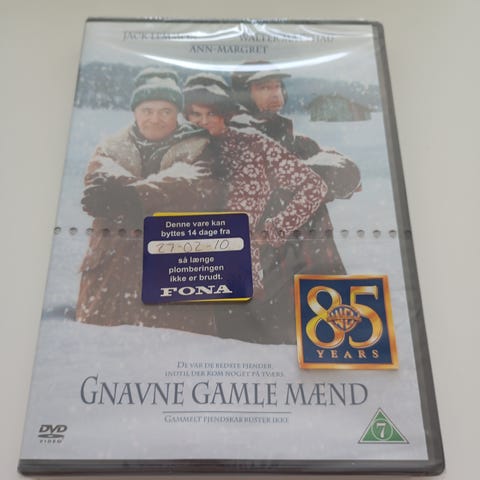 JACK LEMMON WALTER MATTHAU
ANN-MARGRET
Denne vare kan
byttes 14 dage fra
27-02-10
så længe
plomberingen
ikke er brudt.
FONA
85
WB
YEARS
DE VAR DE BEDSTE FJENDER,
INDTIL DER KOM NOGET PÅ TVÆRS.
GNAVNE GAMLE MÆND
GAMMELT FJENDSKAB RUSTER IKKE
DVD
VIDEO
7